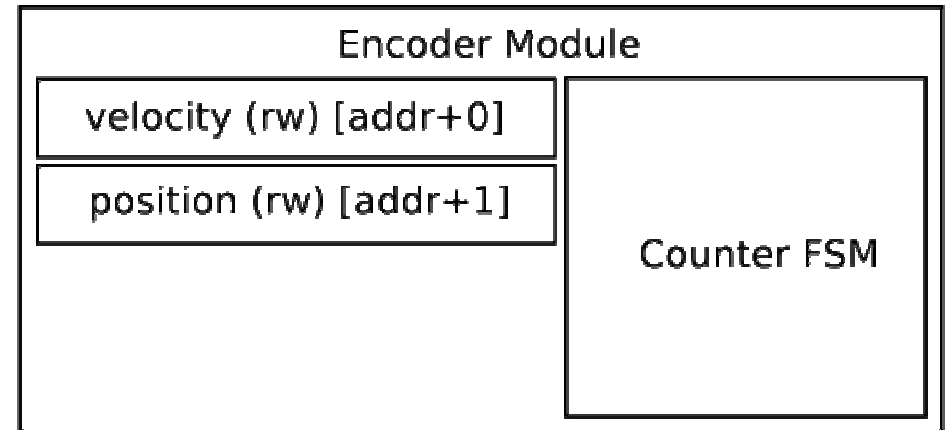 Encoder Module
velocity (rw) [addr+0]
position (rw) [addr+1]
Counter FSM